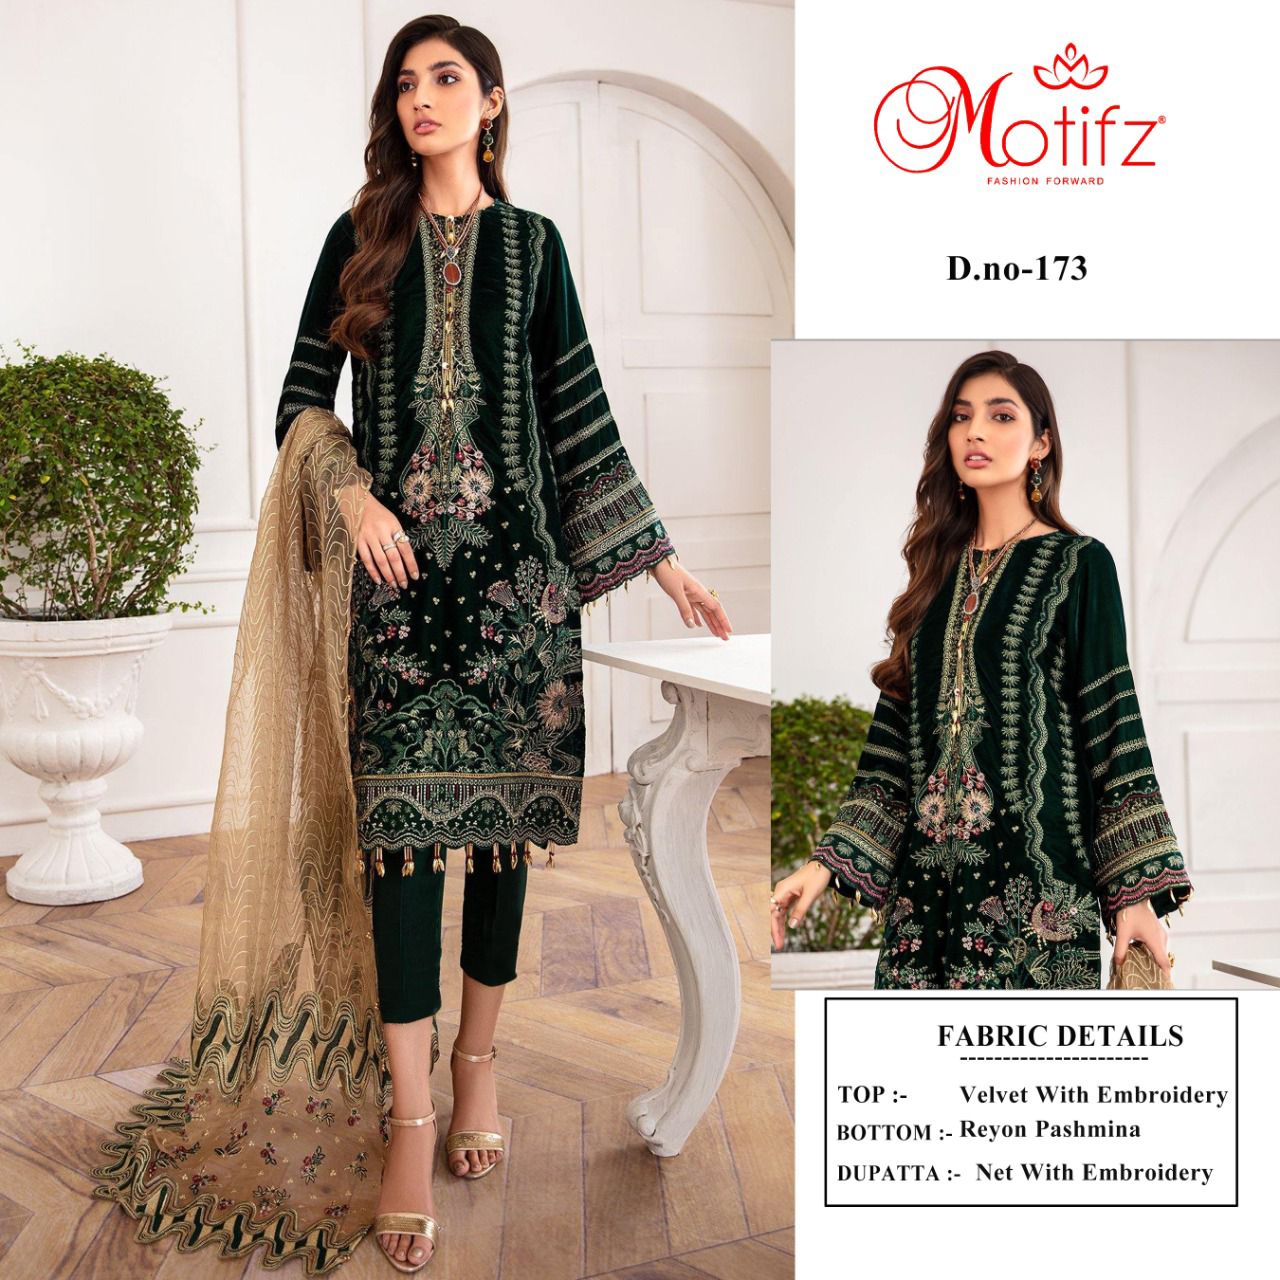 Motifz®
FASHION FORWARD
D.no-173
FABRIC DETAILS
----------------------
TOP :- Velvet With Embroidery
BOTTOM :- Reyon Pashmina
DUPATTA :- Net With Embroidery